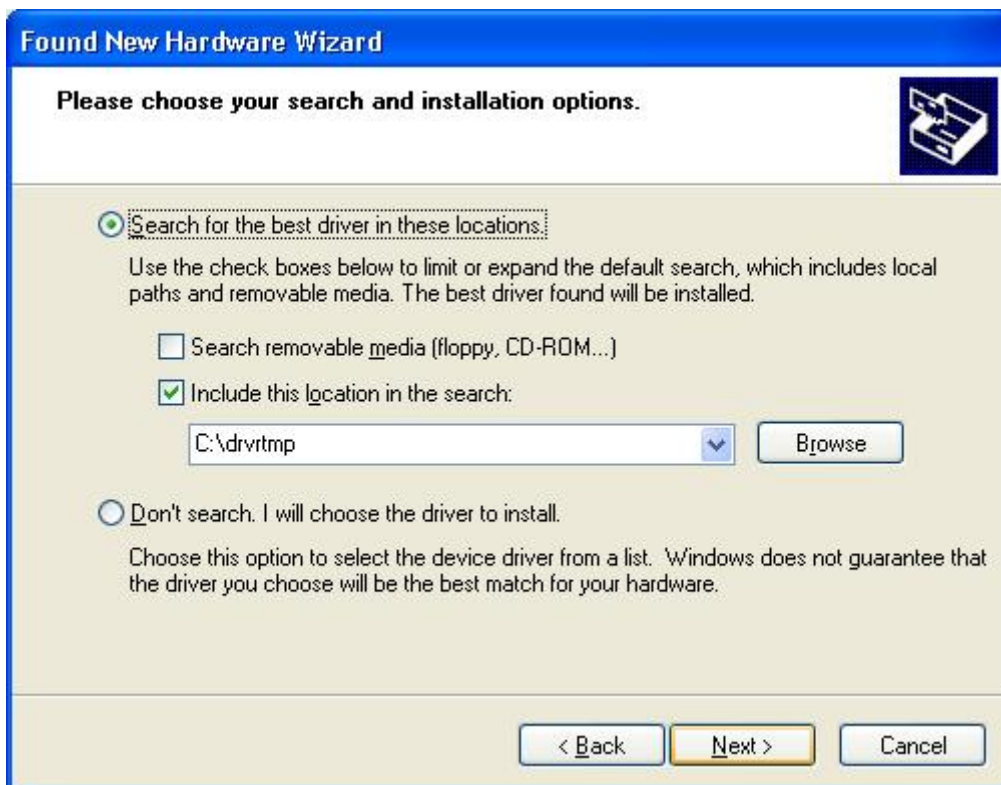 Found New Hardware Wizard
Please choose your search and installation options.
Search for the best driver in these locations.
Use the check boxes below to limit or expand the default search, which includes local
paths and removable media. The best driver found will be installed.
Search removable media (floppy, CD-ROM...)
Include this location in the search:
C:\drvrtmp
Browse
Don't search. I will choose the driver to install.
Choose this option to select the device driver from a list. Windows does not guarantee that
the driver you choose will be the best match for your hardware.
< Back Next > Cancel